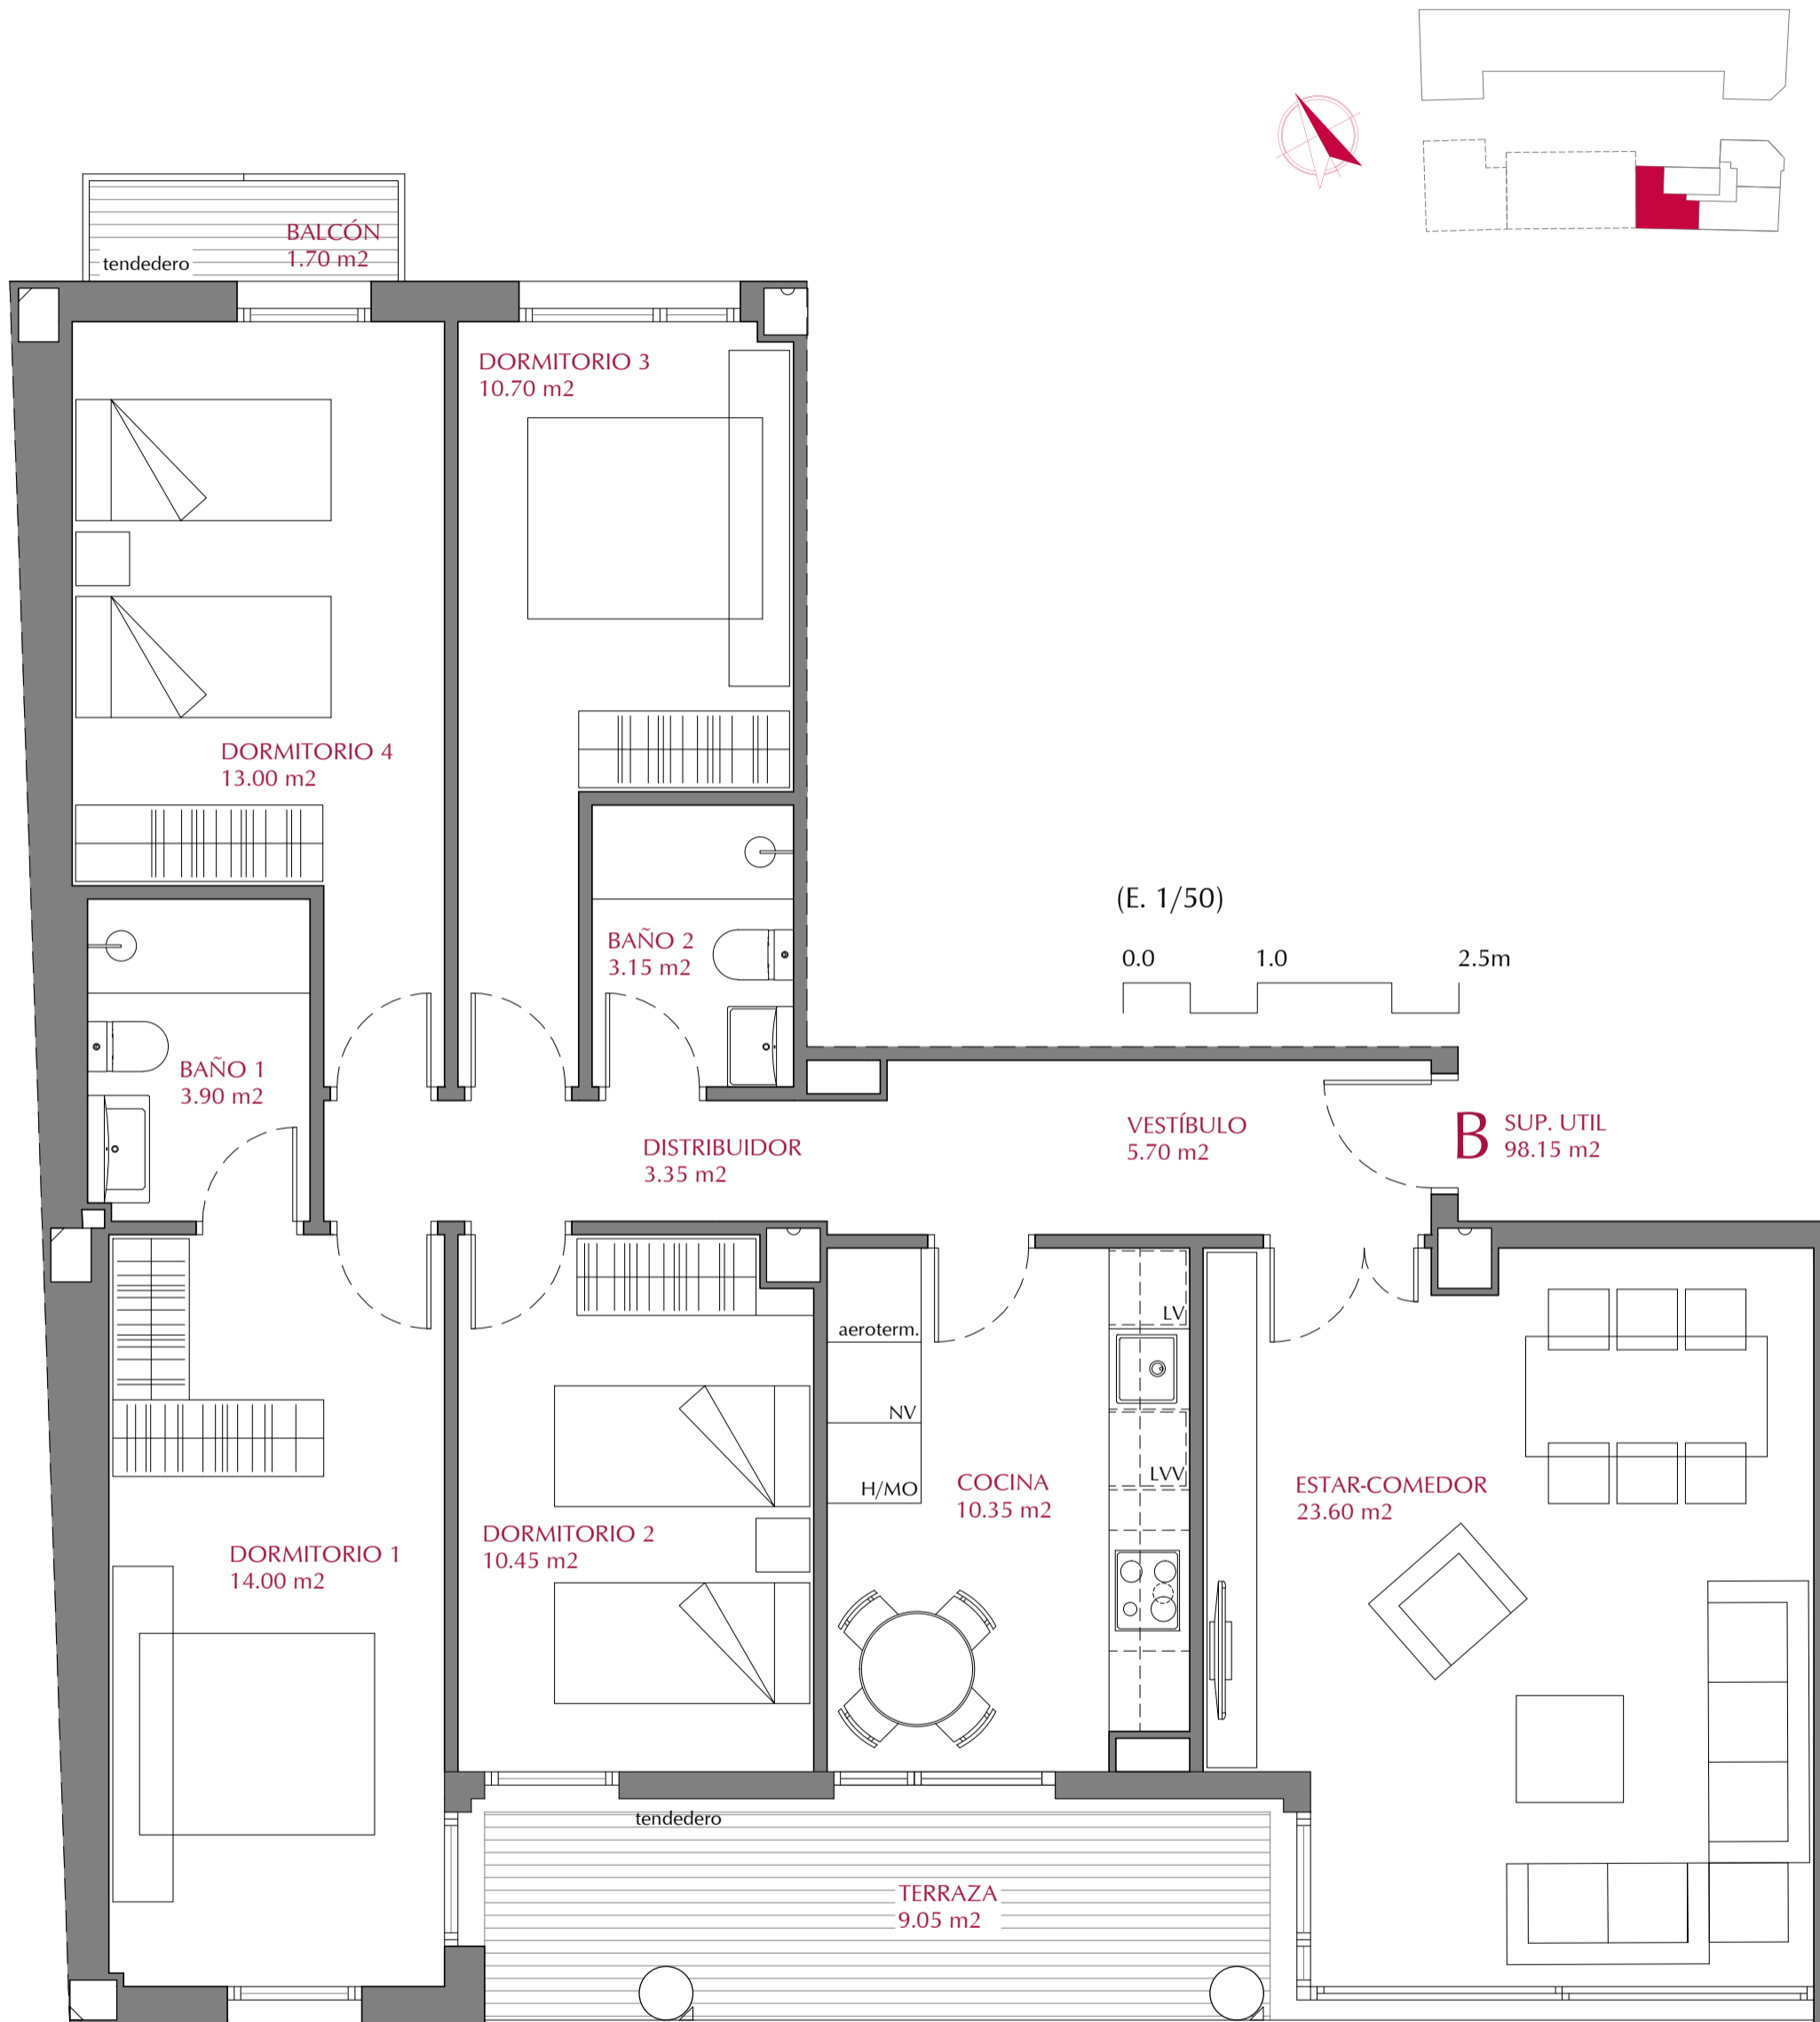 BALCÓN
1.70 m2
tendedero
DORMITORIO 3
10.70 m2
DORMITORIO 4
13.00 m2
(E. 1/50)
0.0 1.0 2.5m
BAÑO 2
3.15 m2
BAÑO 1
3.90 m2
DISTRIBUIDOR
3.35 m2
VESTÍBULO
5.70 m2
B
SUP. UTIL
98.15 m2
aeroterm.
LV
NV
LVV
H/MO
COCINA
10.35 m2
ESTAR-COMEDOR
23.60 m2
DORMITORIO 2
10.45 m2
DORMITORIO 1
14.00 m2
tendedero
TERRAZA
9.05 m2